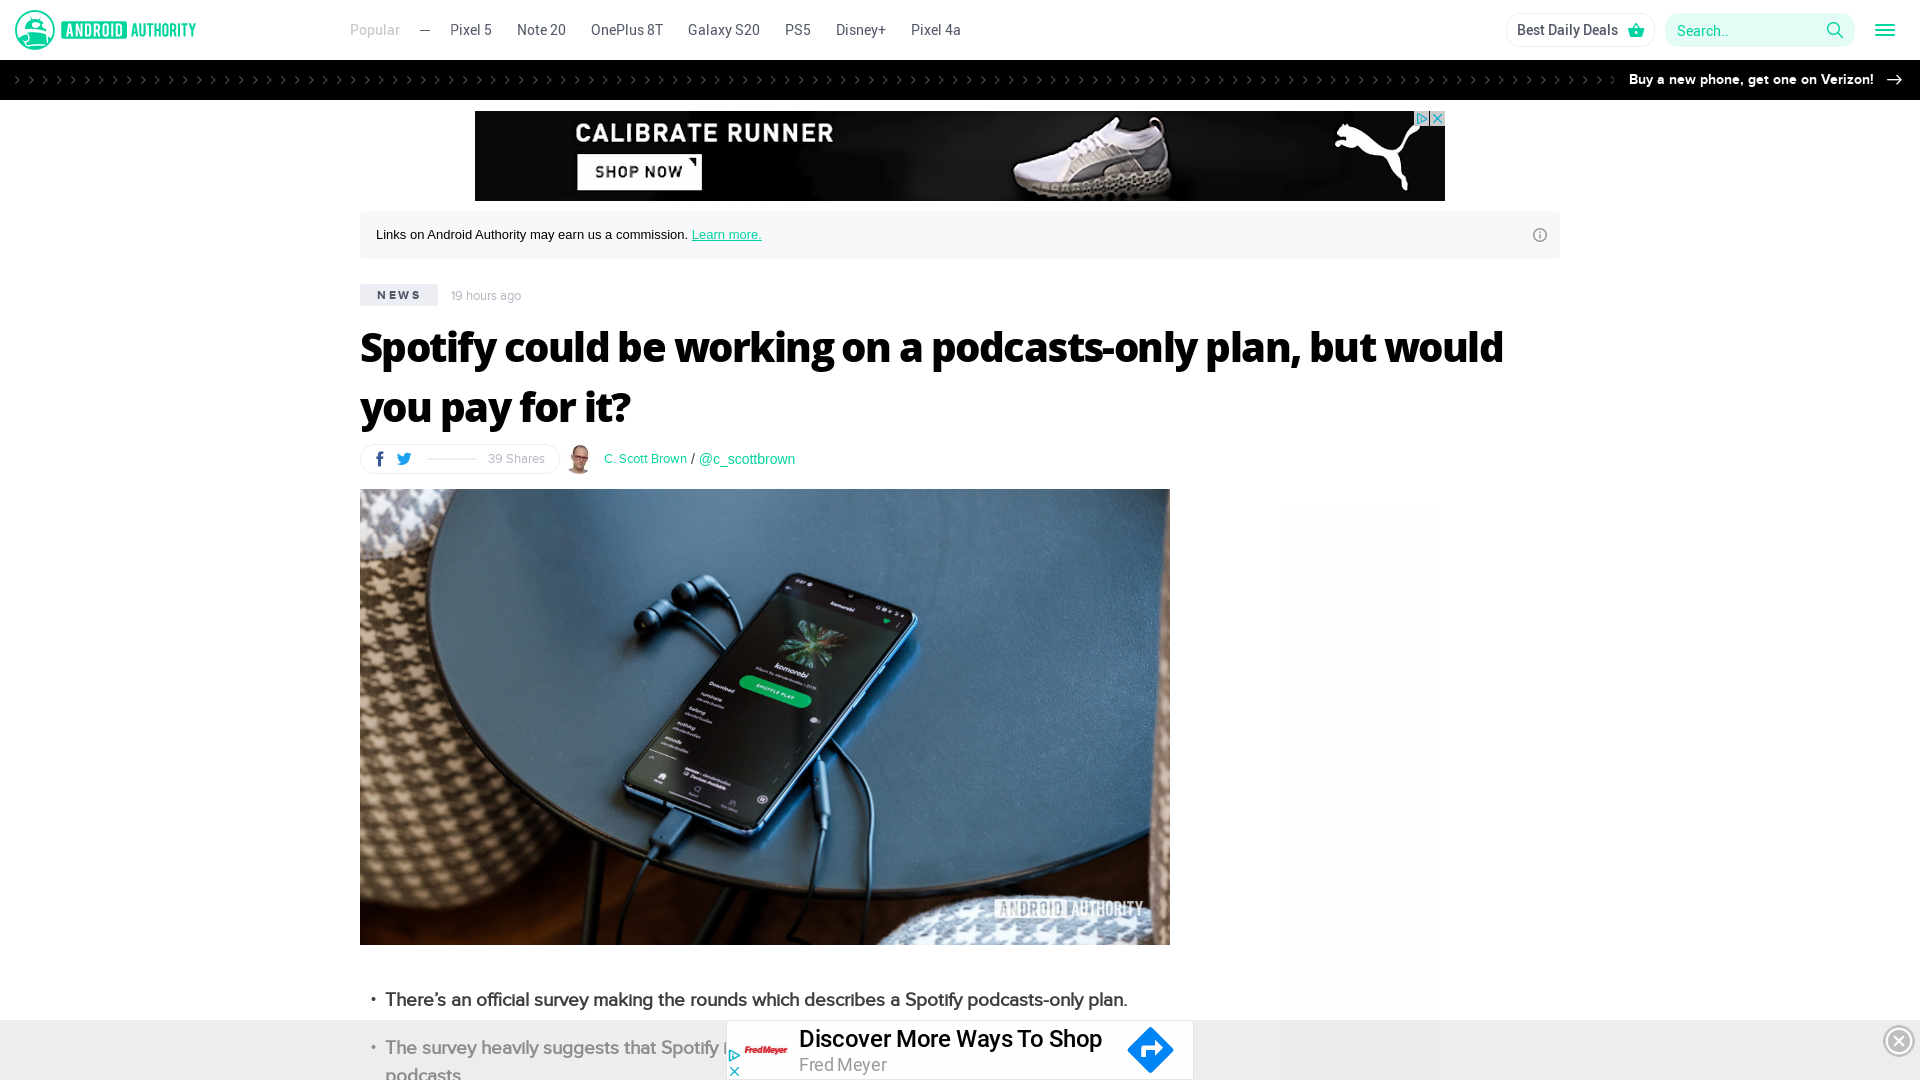 ANDROID AUTHORITY
Popular — Pixel 5 Note 20 OnePlus 8T Galaxy S20 PS5 Disney+ Pixel 4a
Best Daily Deals
Search..
Buy a new phone, get one on Verizon!
CALIBRATE RUNNER
SHOP NOW
Links on Android Authority may earn us a commission. Learn more.
NEWS
19 hours ago
Spotify could be working on a podcasts-only plan, but would
you pay for it?
39 Shares
C. Scott Brown / @c_scottbrown
komorebi
komorebi
SHUFFLE PLAY
Download
ANDROID AUTHORITY
• There’s an official survey making the rounds which describes a Spotify podcasts-only plan.
• The survey heavily suggests that Spotify
podcasts
Fred Meyer
Discover More Ways To Shop
Fred Meyer